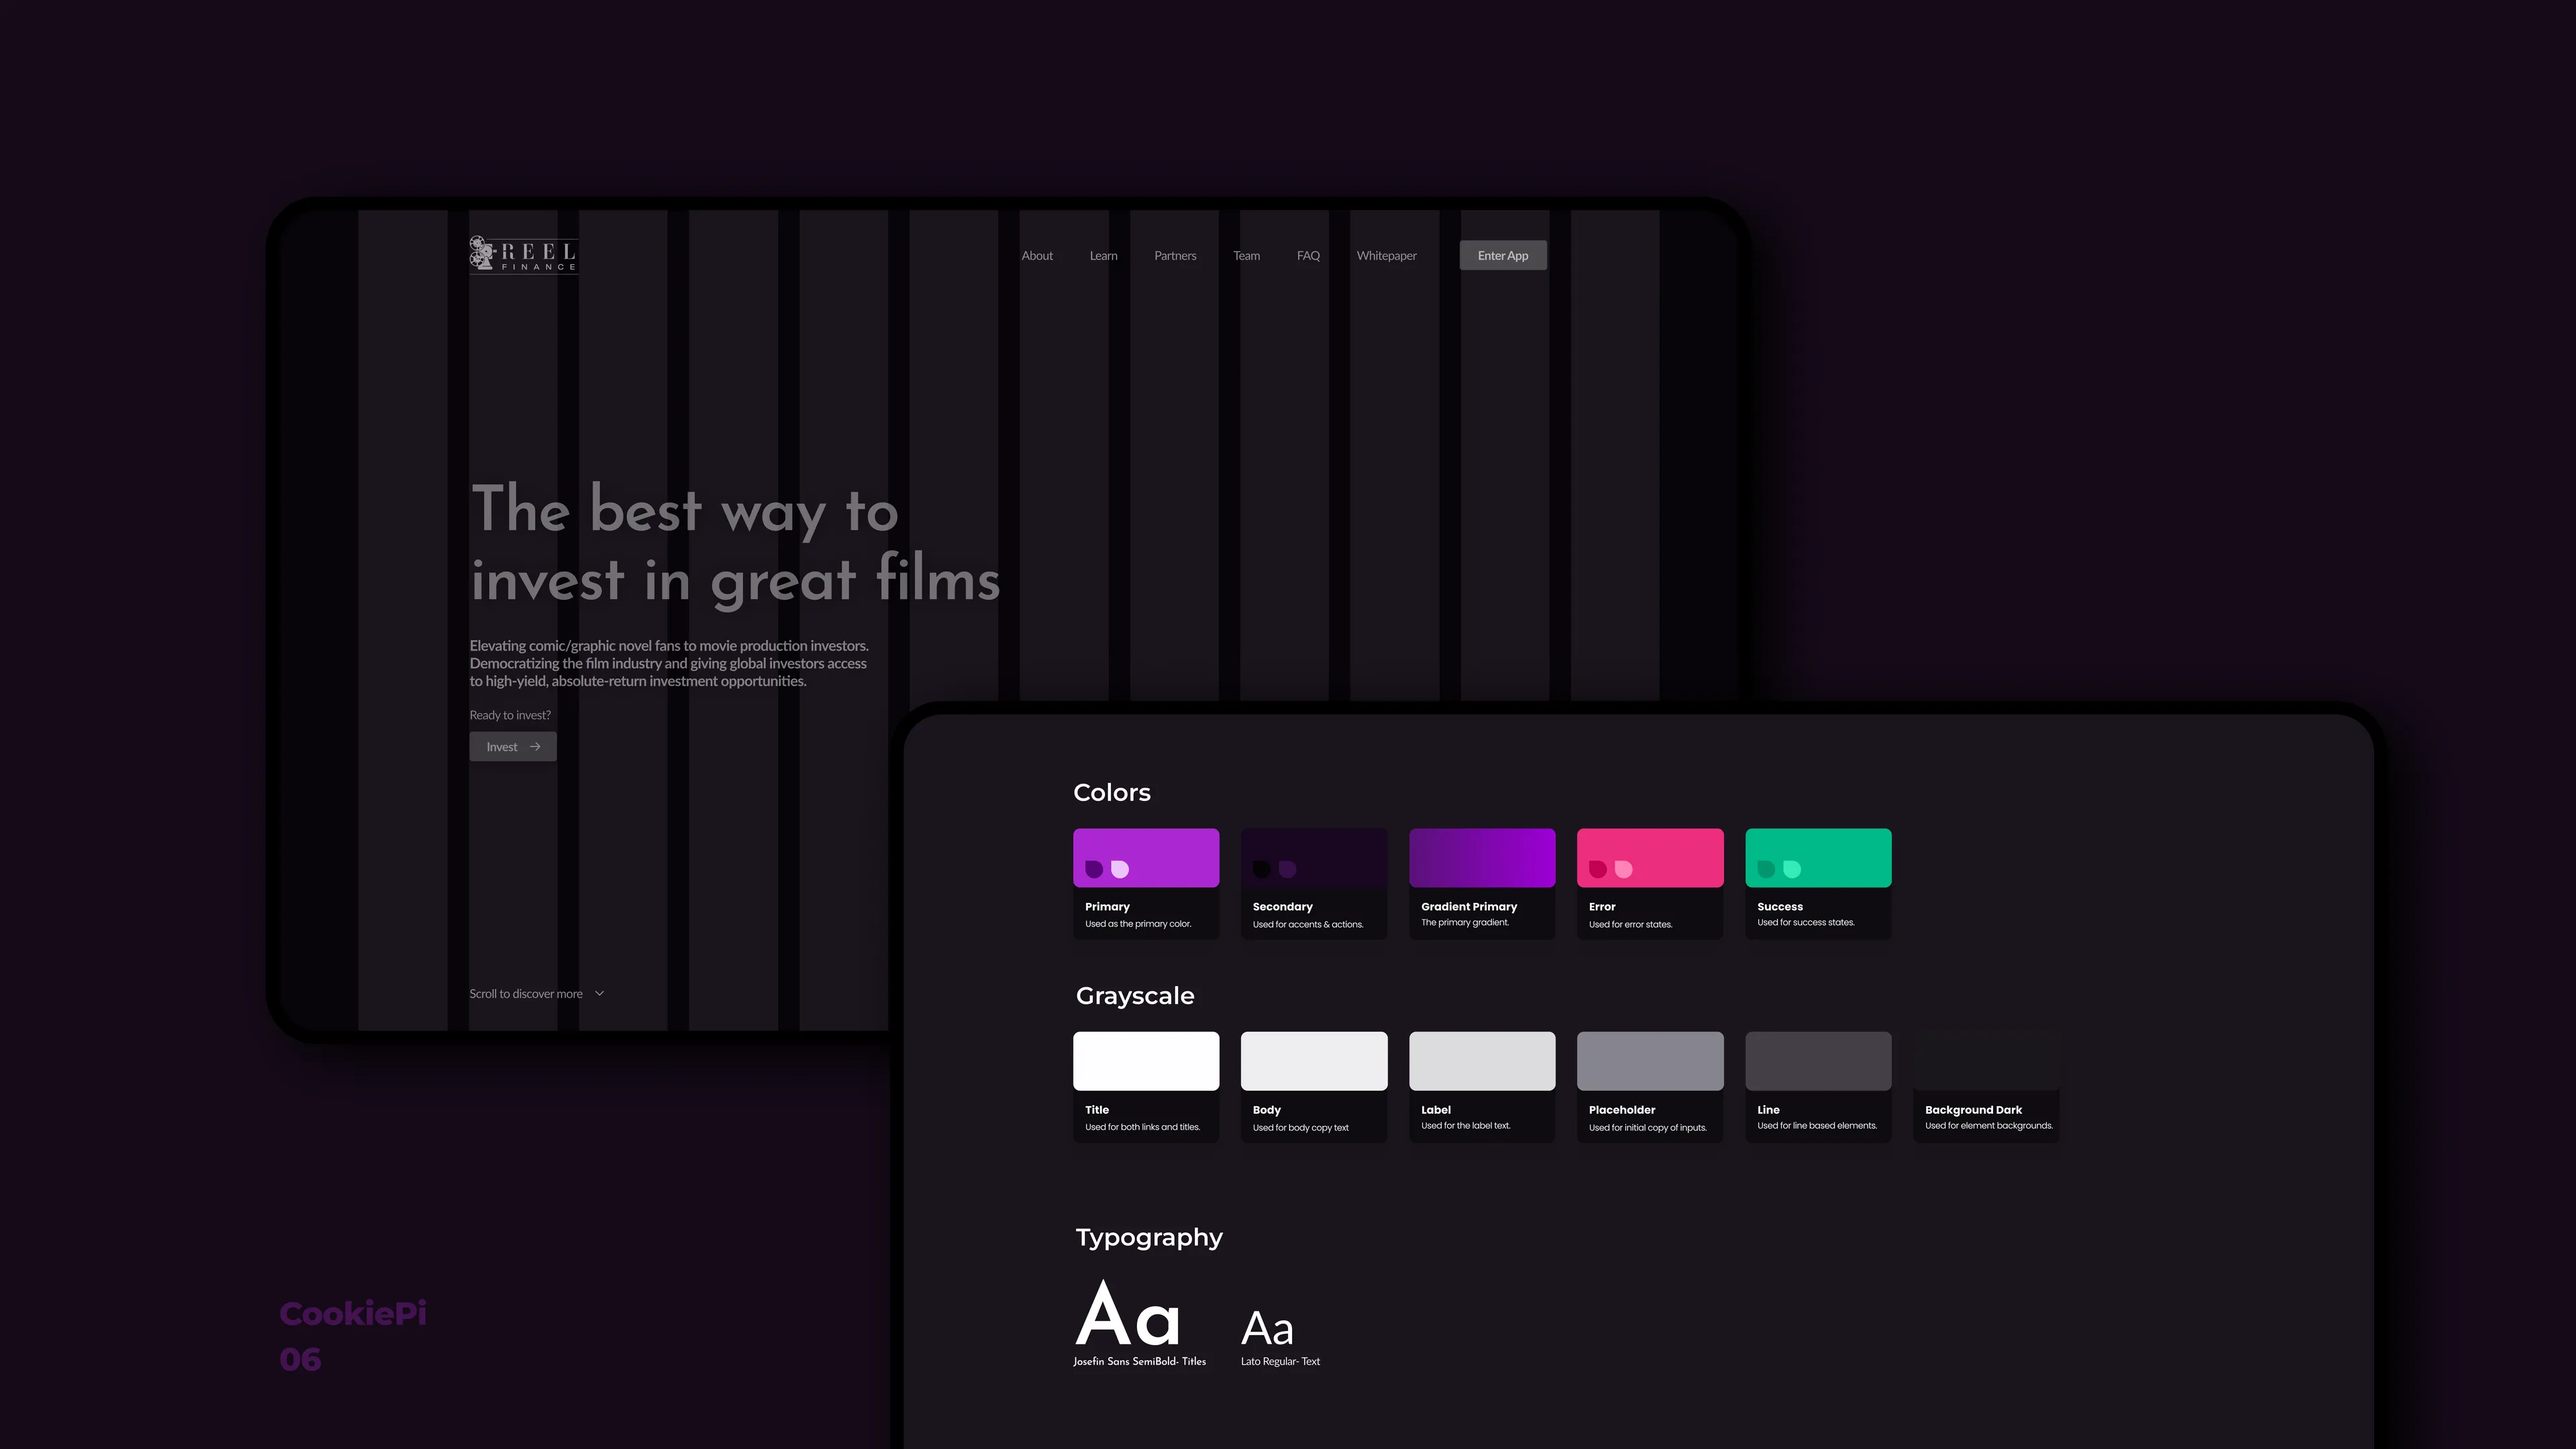 REEL
FINANCE
About Learn Partners Team FAQ Whitepaper Enter App
The best way to
invest in great films
Elevating comic/graphic novel fans to movie production investors.
Democratizing the film industry and giving global investors access
to high-yield, absolute-return investment opportunities.
Ready to invest?
Invest
Scroll to discover more
Colors
Primary
Used as the primary color.
Secondary
Used for accents & actions.
Gradient Primary
The primary gradient.
Error
Used for error states.
Success
Used for success states.
Grayscale
Title
Used for both links and titles.
Body
Used for body copy text
Label
Used for the label text.
Placeholder
Used for initial copy of inputs.
Line
Used for line based elements.
Background Dark
Used for element backgrounds.
Typography
Aa
Josefin Sans SemiBold- Titles
Aa
Lato Regular- Text
CookiePi
06